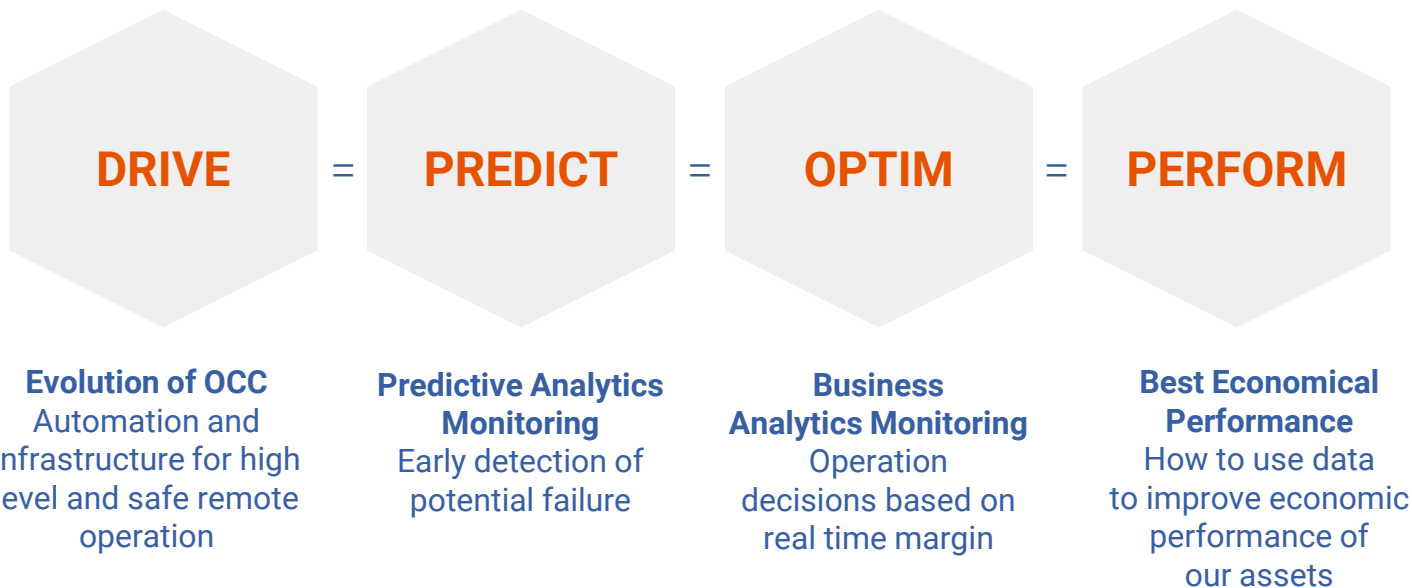 DRIVE = PREDICT = OPTIM = PERFORM
Evolution of OCC
Automation and
nfrastructure for high
evel and safe remote
operation
Predictive Analytics
Monitoring
Early detection of
potential failure
Business
Analytics Monitoring
Operation
decisions based on
real time margin
Best Economical
Performance
How to use data
to improve economic
performance of
our assets